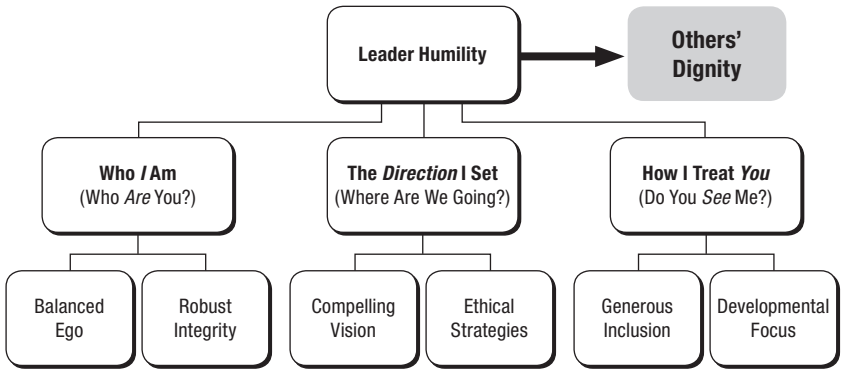 Leader Humility
Others’
Dignity
Who I Am
(Who Are You?)
The Direction I Set
(Where Are We Going?)
How I Treat You
(Do You See Me?)
Balanced
Ego
Robust
Integrity
Compelling
Vision
Ethical
Strategies
Generous
Inclusion
Developmental
Focus